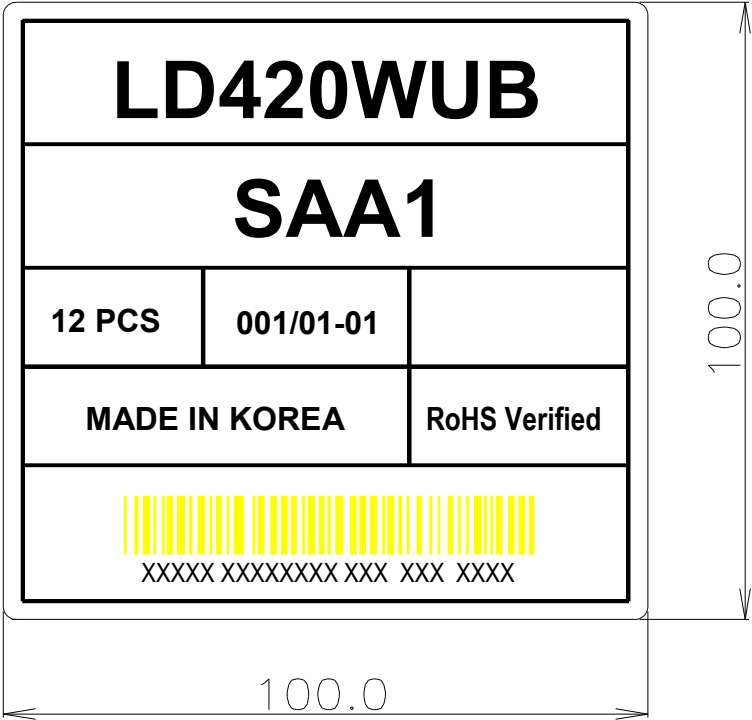 LD420WUB
SAA1
12 PCS
001/01-01
MADE IN KOREA
RoHS Verified
XXXXX XXXXXXXX XXX XXX XXXX
100.0
100.0